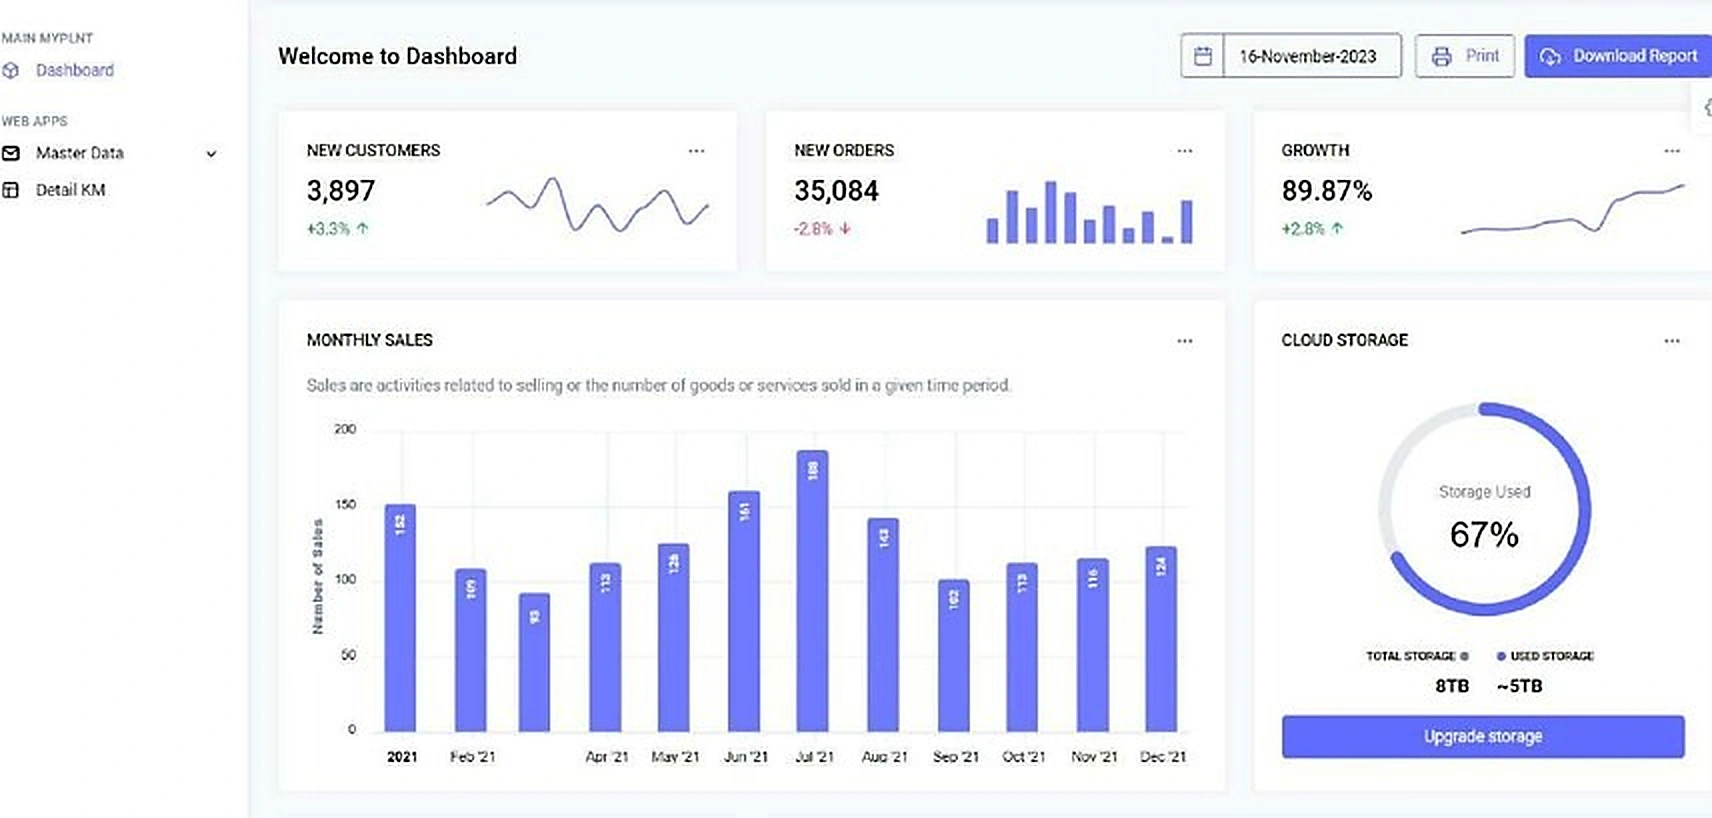 MAIN MYPLNT
Dashboard
WEB APPS
Master Data
Detail KM
Welcome to Dashboard
16-November-2023
Print
Download Report
NEW CUSTOMERS
3,897
+3.3%
NEW ORDERS
35,084
-2.8%
GROWTH
89.87%
+2.8%
MONTHLY SALES
Sales are activities related to selling or the number of goods or services sold in a given time period.
Number of Sales
200
150
100
50
0
152
109
93
113
126
161
188
143
102
113
116
124
2021
Feb '21
Apr '21
May '21
Jun '21
Jul '21
Aug '21
Sep '21
Oct '21
Nov '21
Dec '21
CLOUD STORAGE
Storage Used
67%
TOTAL STORAGE
8TB
USED STORAGE
~5TB
Upgrade storage